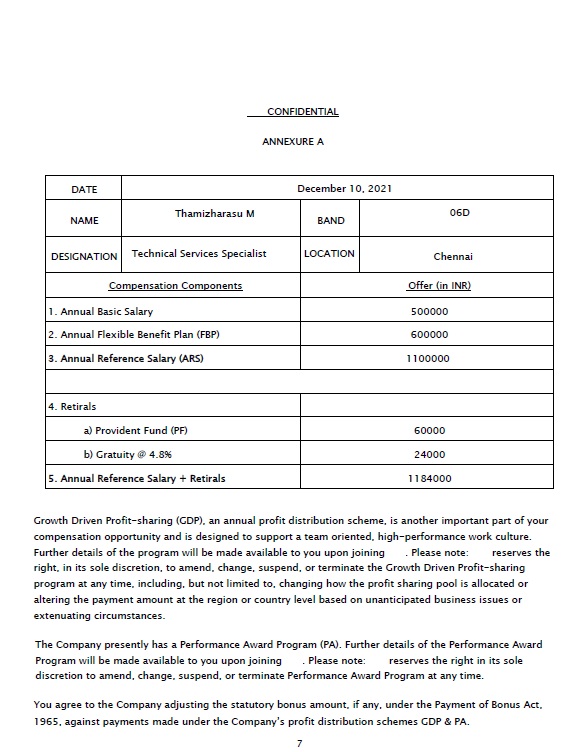 CONFIDENTIAL
ANNEXURE A
DATE December 10, 2021
NAME Thamizharasu M BAND 06D
DESIGNATION Technical Services Specialist LOCATION Chennai
Compensation Components Offer (in INR)
1. Annual Basic Salary 500000
2. Annual Flexible Benefit Plan (FBP) 600000
3. Annual Reference Salary (ARS) 1100000
4. Retirals
a) Provident Fund (PF) 60000
b) Gratuity @ 4.8% 24000
5. Annual Reference Salary + Retirals 1184000
Growth Driven Profit-sharing (GDP), an annual profit distribution scheme, is another important part of your
compensation opportunity and is designed to support a team oriented, high-performance work culture.
Further details of the program will be made available to you upon joining . Please note: reserves the
right, in its sole discretion, to amend, change, suspend, or terminate the Growth Driven Profit-sharing
program at any time, including, but not limited to, changing how the profit sharing pool is allocated or
altering the payment amount at the region or country level based on unanticipated business issues or
extenuating circumstances.
The Company presently has a Performance Award Program (PA). Further details of the Performance Award
Program will be made available to you upon joining . Please note: reserves the right in its sole
discretion to amend, change, suspend, or terminate Performance Award Program at any time.
You agree to the Company adjusting the statutory bonus amount, if any, under the Payment of Bonus Act,
1965, against payments made under the Company's profit distribution schemes GDP & PA.
7